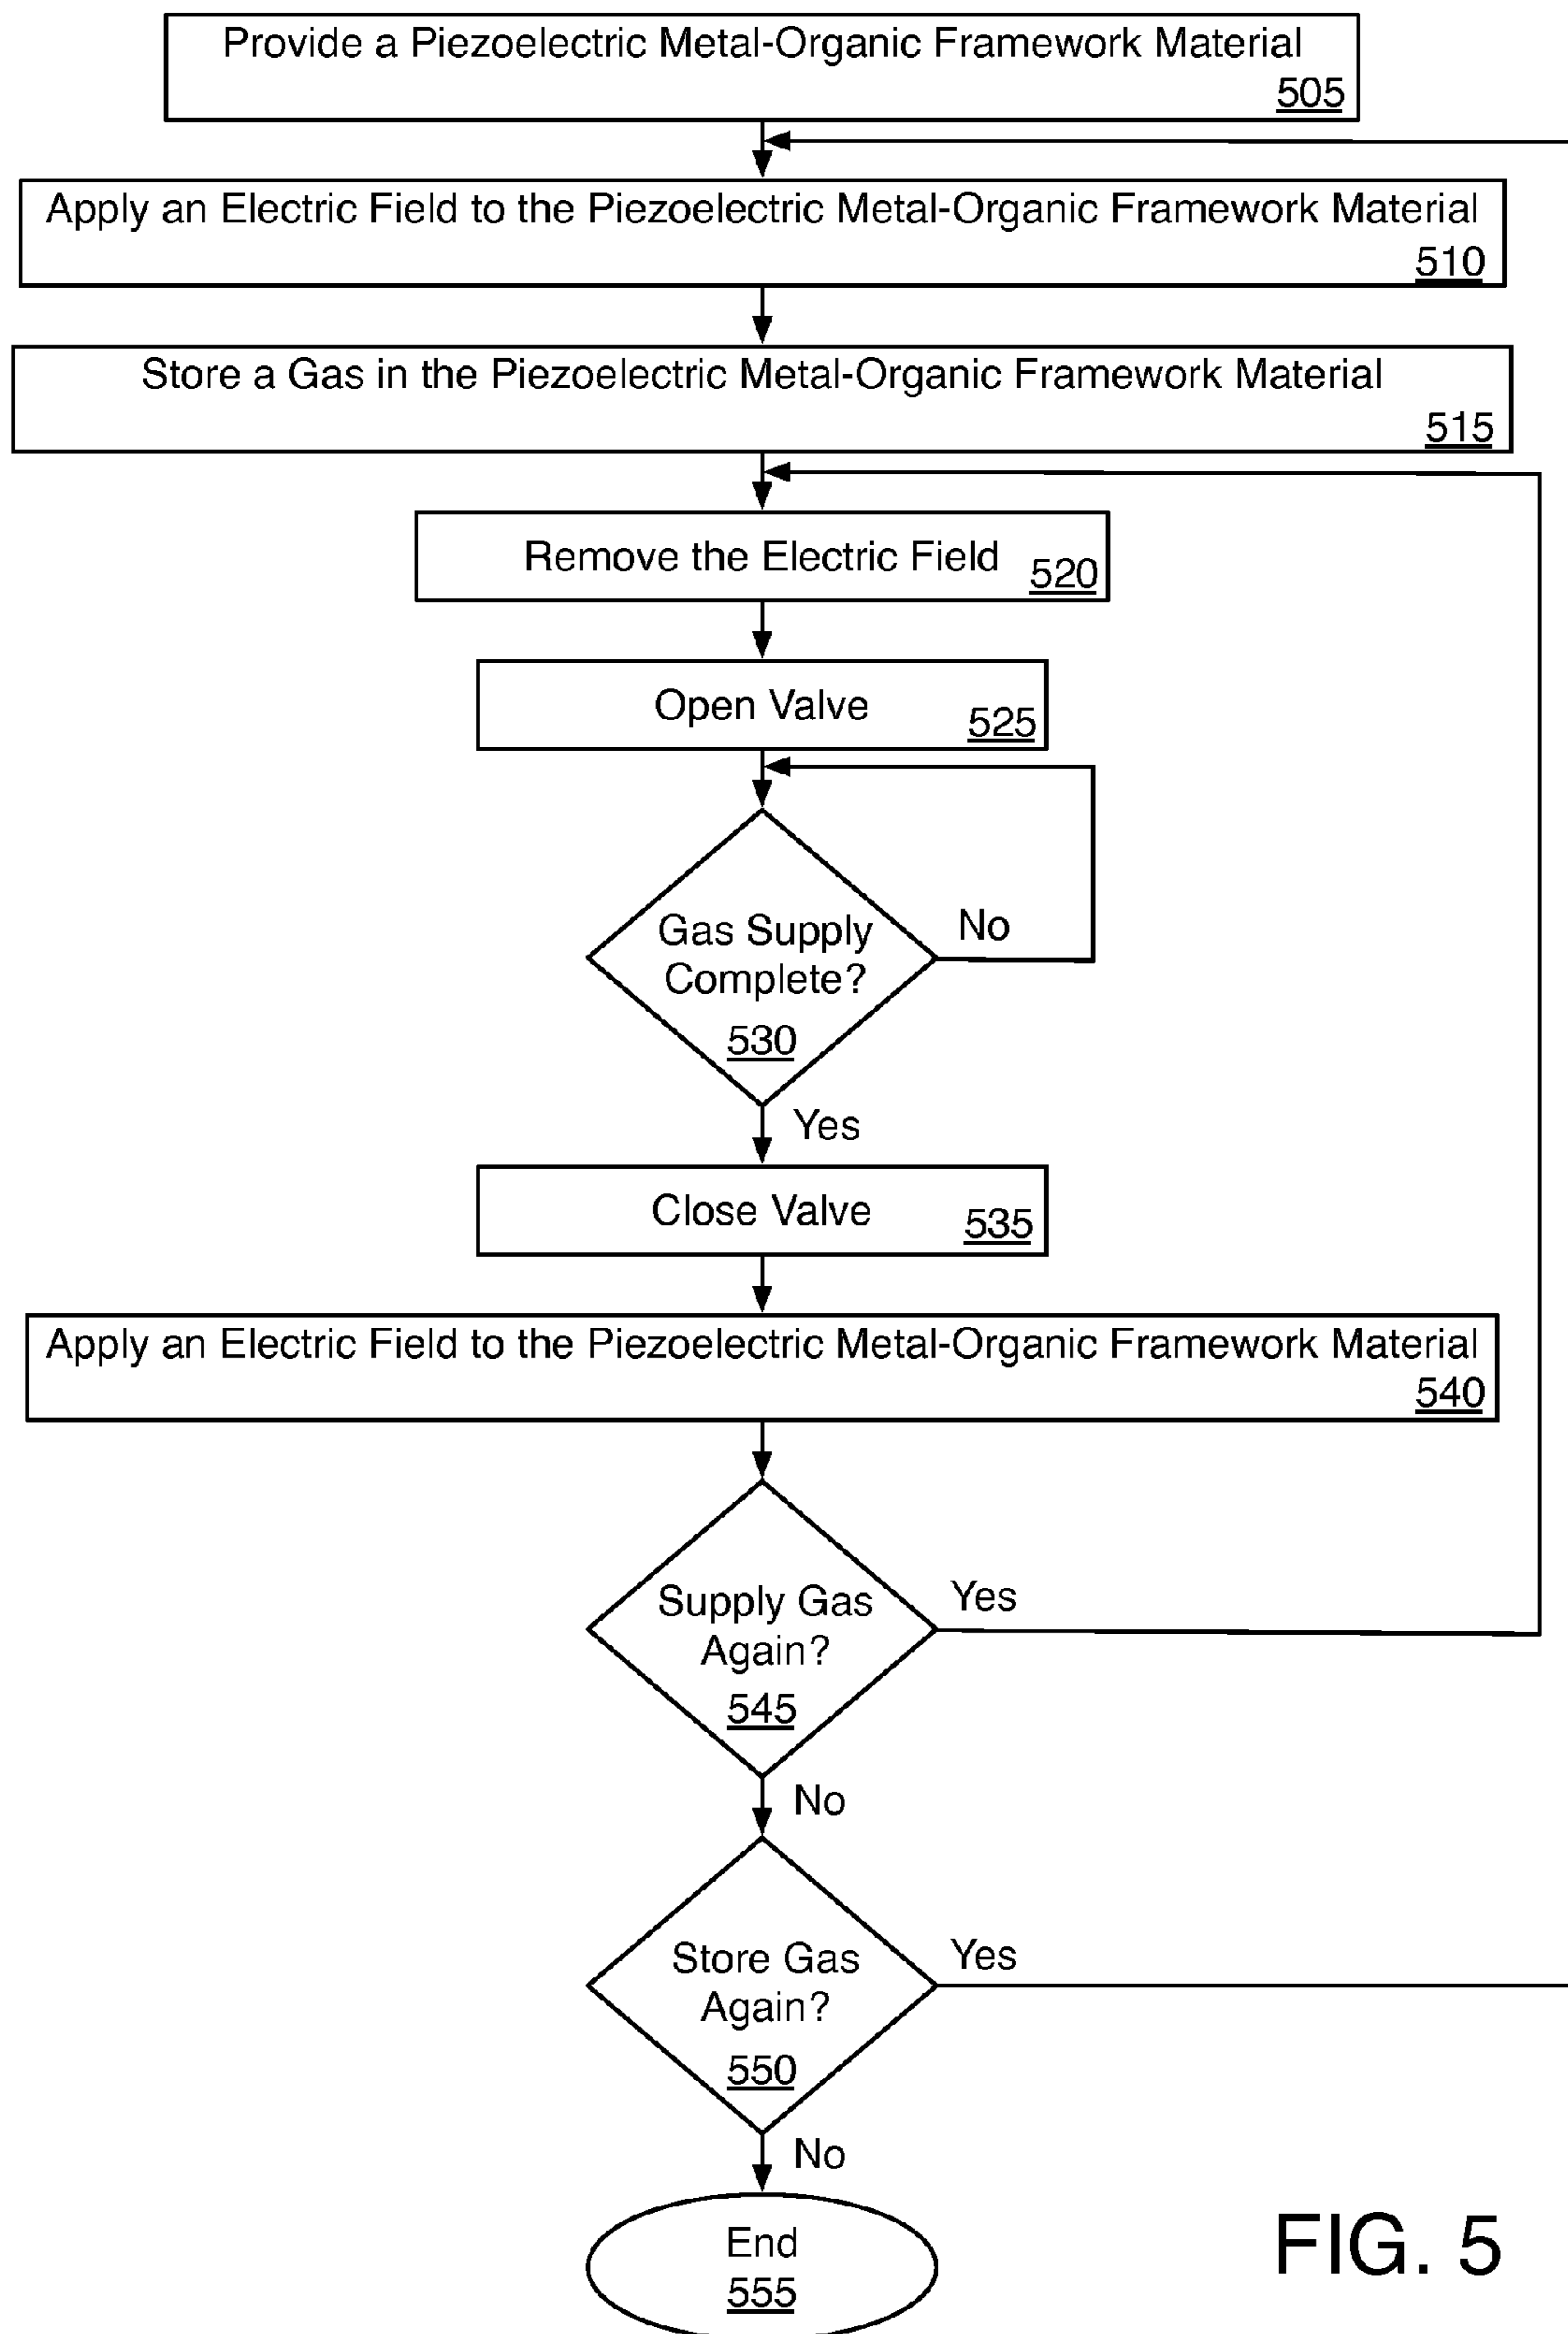 Provide a Piezoelectric Metal-Organic Framework Material
505
Apply an Electric Field to the Piezoelectric Metal-Organic Framework Material
510
Store a Gas in the Piezoelectric Metal-Organic Framework Material
515
Remove the Electric Field 520
Open Valve 525
Gas Supply
Complete?
530
No
Yes
Close Valve 535
Apply an Electric Field to the Piezoelectric Metal-Organic Framework Material
540
Supply Gas
Again?
545
Yes
No
Store Gas
Again?
550
Yes
No
End
555
FIG. 5